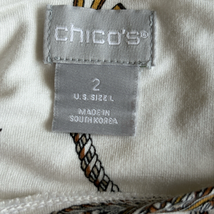 chico's®
2
U.S. SIZE L
MADE IN
SOUTH KOREA